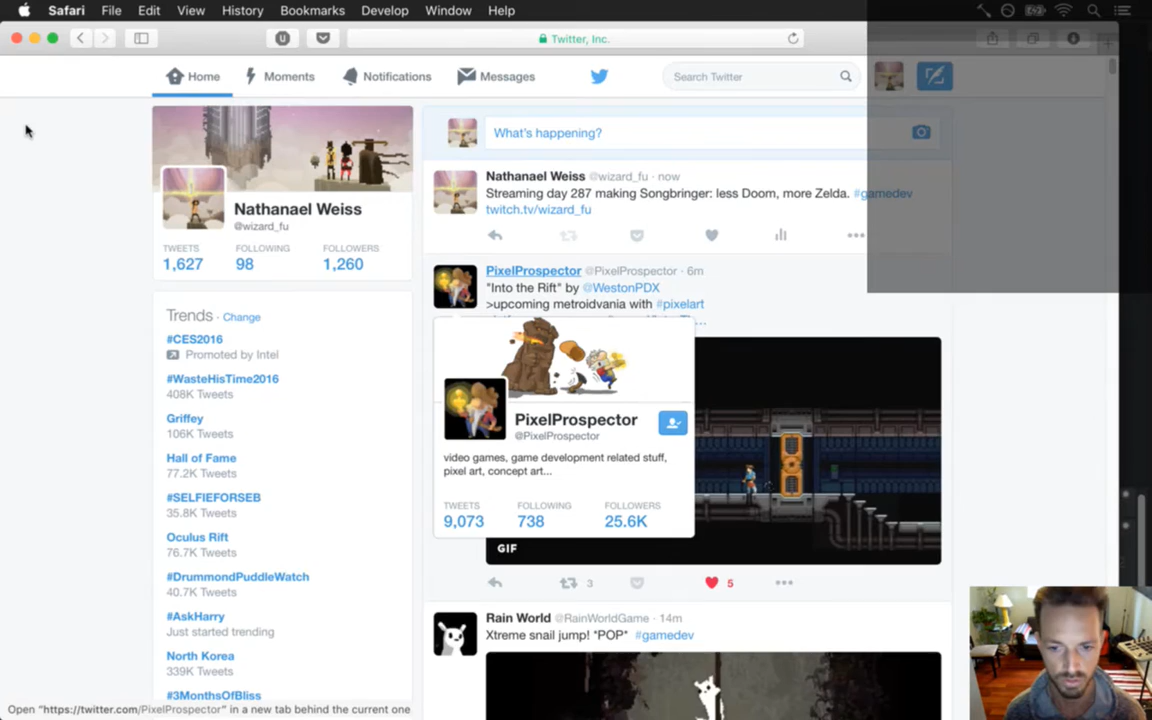 Safari File Edit View History Bookmarks Develop Window Help
Twitter, Inc.
Home Moments Notifications Messages Search Twitter
What's happening?
Nathanael Weiss
@wizard_fu
TWEETS FOLLOWING FOLLOWERS
1,627 98 1,260
Trends · Change
#CES2016
Promoted by Intel
#WasteHisTime2016
408K Tweets
Griffey
106K Tweets
Hall of Fame
77.2K Tweets
#SELFIEFORSEB
35.8K Tweets
Oculus Rift
76.7K Tweets
#DrummondPuddleWatch
40.7K Tweets
#AskHarry
Just started trending
North Korea
339K Tweets
#3MonthsOfBliss
Nathanael Weiss @wizard_fu · now
Streaming day 287 making Songbringer: less Doom, more Zelda. #gamedev
twitch.tv/wizard_fu
PixelProspector @PixelProspector · 6m
"Into the Rift" by @WestonPDX
>upcoming metroidvania with #pixelart
PixelProspector
@PixelProspector
video games, game development related stuff,
pixel art, concept art...
TWEETS FOLLOWING FOLLOWERS
9,073 738 25.6K
GIF
3 5
Rain World @RainWorldGame · 14m
Xtreme snail jump! *POP* #gamedev
Open "https://twitter.com/PixelProspector" in a new tab behind the current one